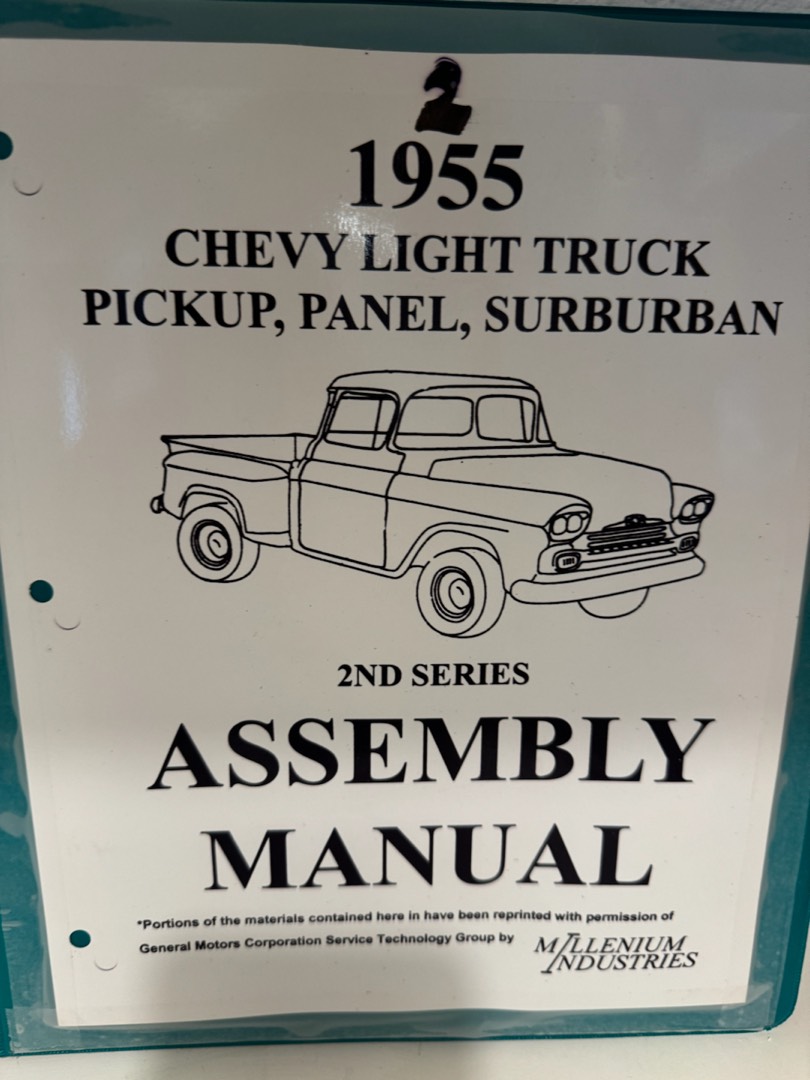 2
1955
CHEVY LIGHT TRUCK
PICKUP, PANEL, SURBURBAN
2ND SERIES
ASSEMBLY
MANUAL
*Portions of the materials contained here in have been reprinted with permission of
General Motors Corporation Service Technology Group by
MILLENIUM
INDUSTRIES